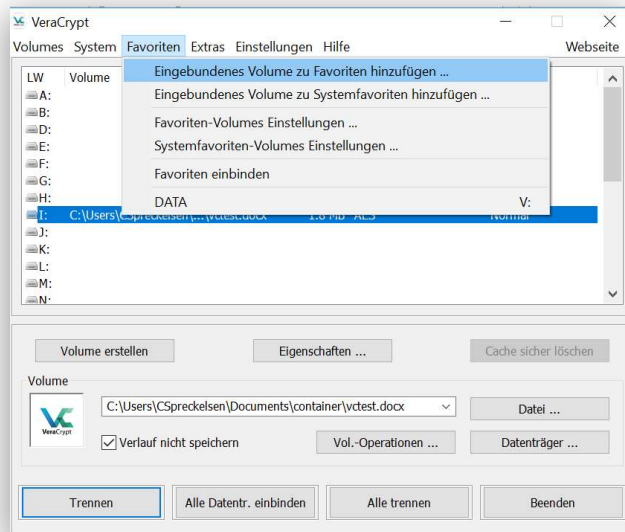 VeraCrypt
Volumes System Favoriten Extras Einstellungen Hilfe Webseite
LW Volume
Eingebundenes Volume zu Favoriten hinzufügen ...
Eingebundenes Volume zu Systemfavoriten hinzufügen ...
Favoriten-Volumes Einstellungen ...
Systemfavoriten-Volumes Einstellungen ...
Favoriten einbinden
DATA V:
A:
B:
D:
E:
F:
G:
H:
I: C:\Users\CSpreckelsen\...\vctest.docx 1.8 MB AES Normal
J:
K:
L:
M:
N:
Volume erstellen Eigenschaften ... Cache sicher löschen
Volume
VeraCrypt
C:\Users\CSpreckelsen\Documents\container\vctest.docx Datei ...
Verlauf nicht speichern Vol.-Operationen ... Datenträger ...
Trennen Alle Datentr. einbinden Alle trennen Beenden